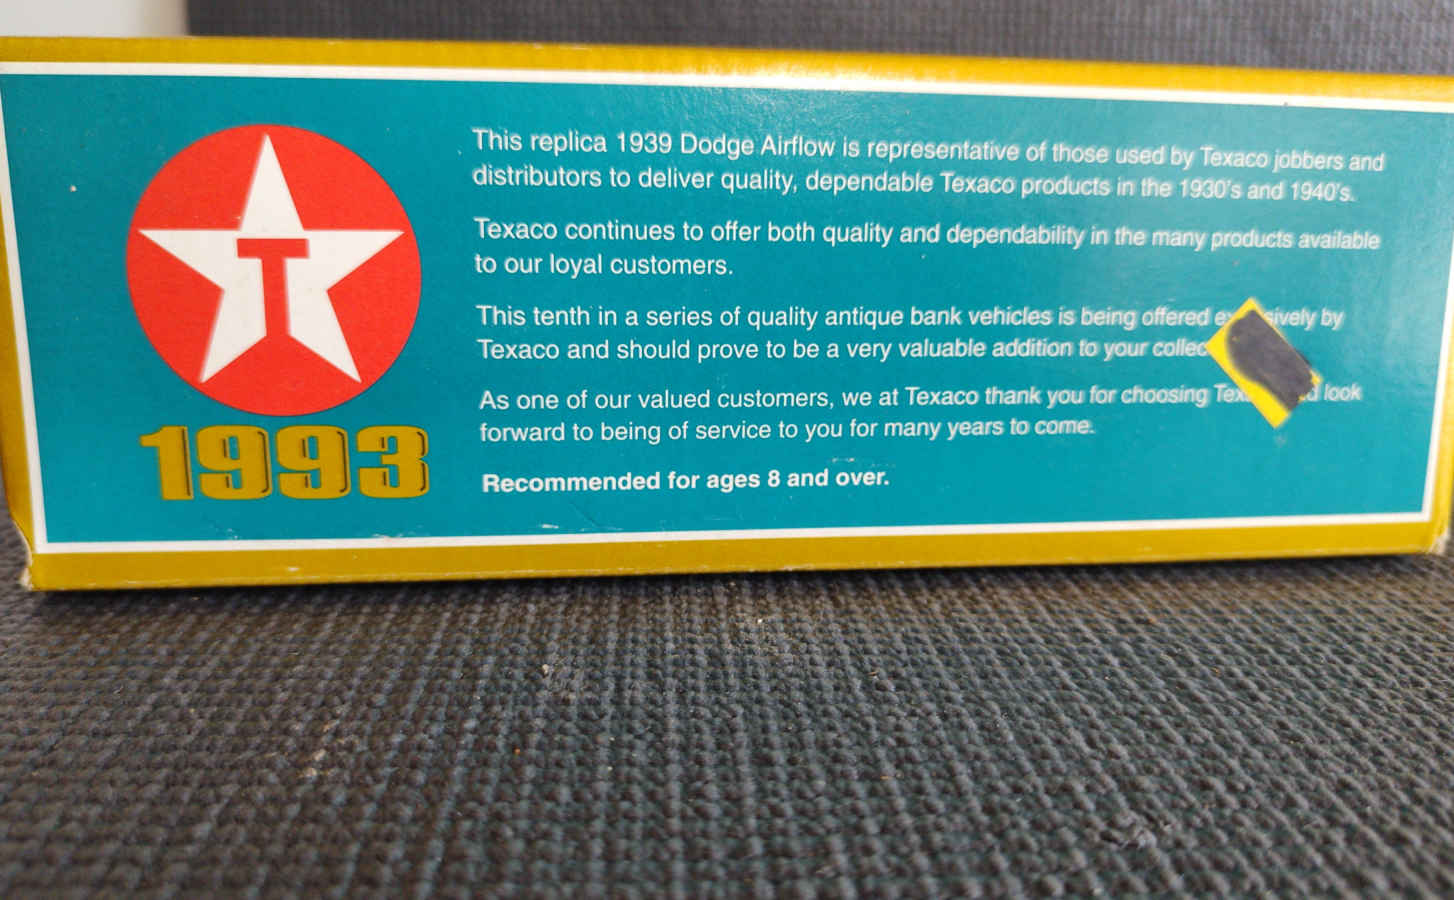 T
1993
This replica 1939 Dodge Airflow is representative of those used by Texaco jobbers and
distributors to deliver quality, dependable Texaco products in the 1930's and 1940's.
Texaco continues to offer both quality and dependability in the many products available
to our loyal customers.
This tenth in a series of quality antique bank vehicles is being offered by
Texaco and should prove to be a very valuable addition to your
As one of our valued customers, we at Texaco thank you for choosing look
forward to being of service to you for many years to come.
Recommended for ages 8 and over.